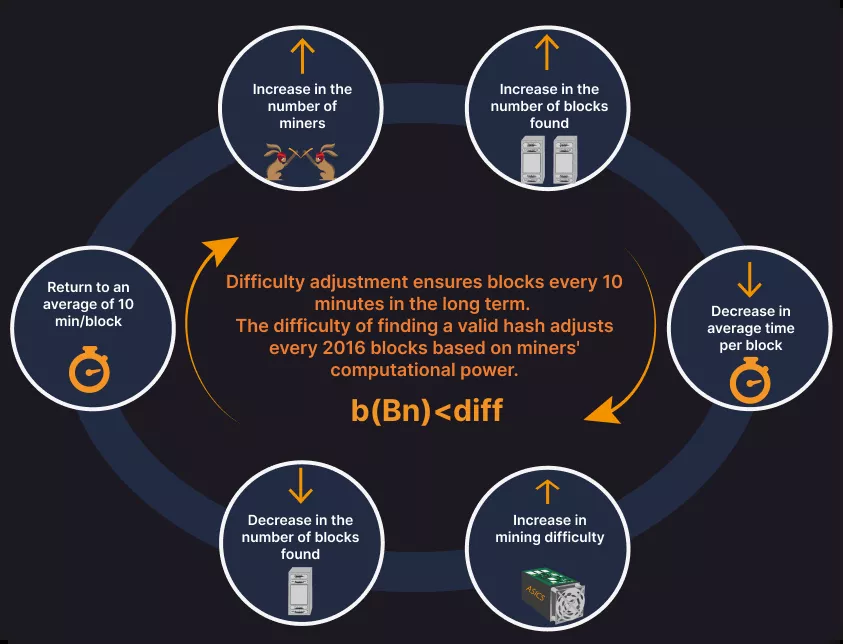 Increase in the
number of
miners
Increase in the
number of blocks
found
Return to an
average of 10
min/block
Difficulty adjustment ensures blocks every 10
minutes in the long term.
The difficulty of finding a valid hash adjusts
every 2016 blocks based on miners'
computational power.
b(Bn)<diff
Decrease in
average time
per block
Decrease in the
number of blocks
found
Increase in
mining difficulty
ASICS